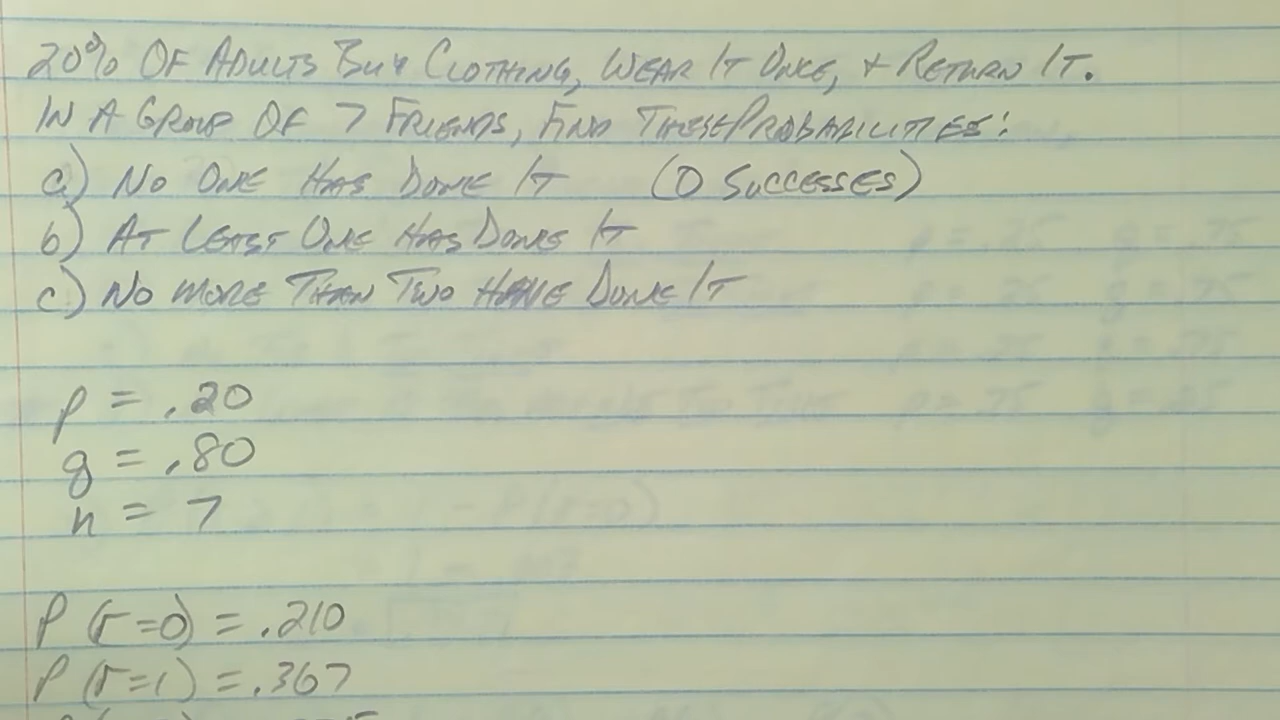 20% OF ADULTS BUY CLOTHING, WEAR IT ONCE, & RETURN IT.
IN A GROUP OF 7 FRIENDS, FIND THESE PROBABILITIES:
a) NO ONE HAS DONE IT (0 SUCCESSES)
b) AT LEAST ONE HAS DONE IT
c) NO MORE THAN TWO HAVE DONE IT
p = .20
q = .80
n = 7
P(r=0) = .210
P(r=1) = .367